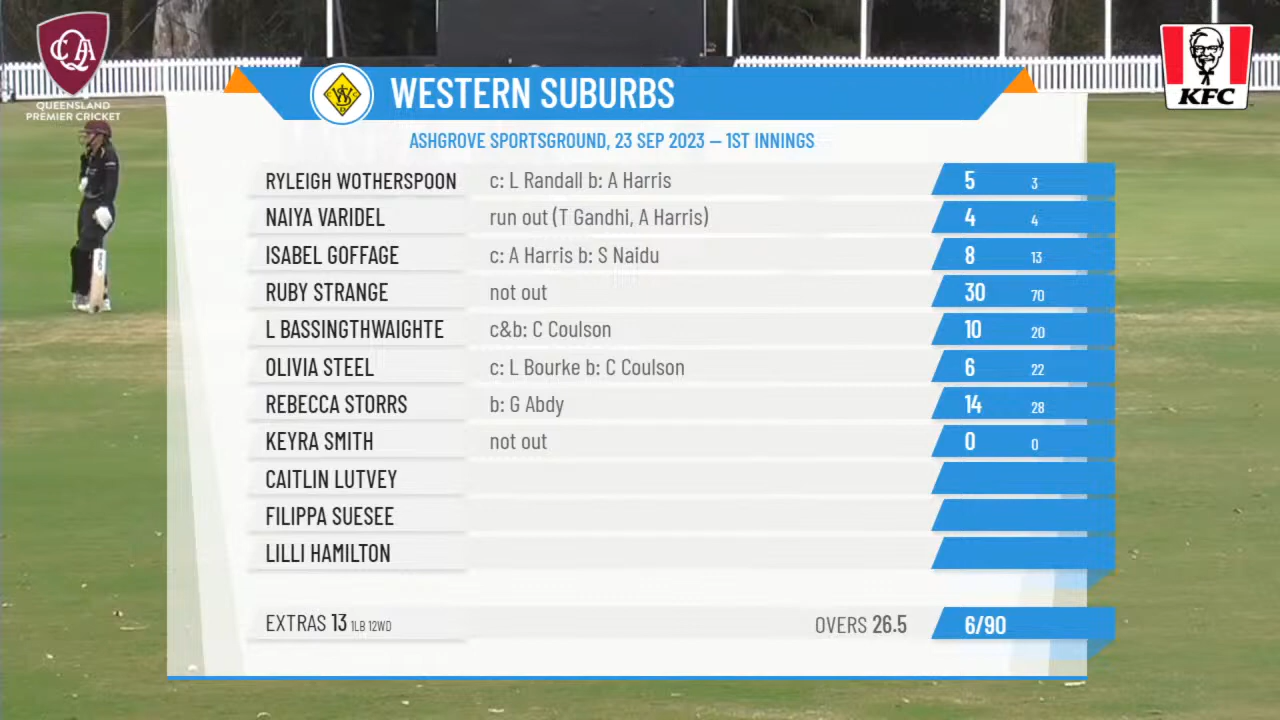 QUEENSLAND
PREMIER CRICKET
KFC
WESTERN SUBURBS
ASHGROVE SPORTSGROUND, 23 SEP 2023 – 1ST INNINGS
RYLEIGH WOTHERSPOON c: L Randall b: A Harris 5 3
NAIYA VARIDEL run out (T Gandhi, A Harris) 4 4
ISABEL GOFFAGE c: A Harris b: S Naidu 8 13
RUBY STRANGE not out 30 70
L BASSINGTHWAIGHTE c&b: C Coulson 10 20
OLIVIA STEEL c: L Bourke b: C Coulson 6 22
REBECCA STORRS b: G Abdy 14 28
KEYRA SMITH not out 0 0
CAITLIN LUTVEY
FILIPPA SUESEE
LILLI HAMILTON
EXTRAS 13 1LB 12WD OVERS 26.5 6/90